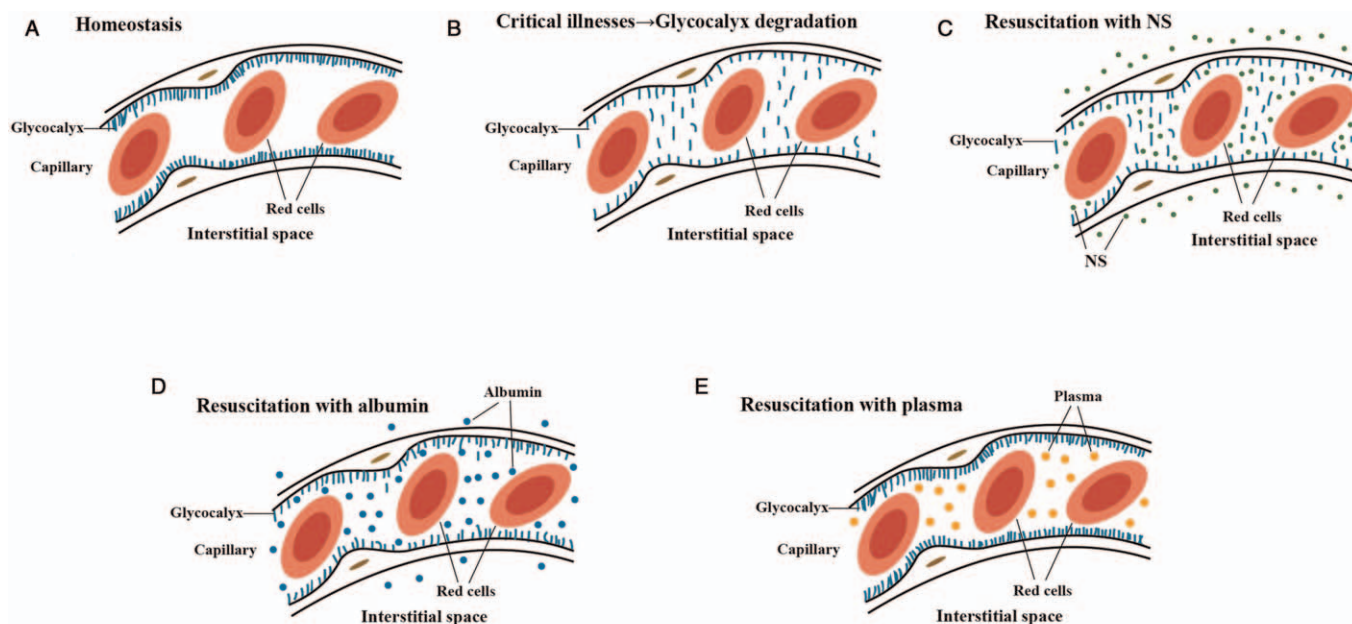 A
Homeostasis
Glycocalyx
Capillary
Red cells
Interstitial space
B
Critical illnesses→Glycocalyx degradation
Glycocalyx
Capillary
Red cells
Interstitial space
C
Resuscitation with NS
Glycocalyx
Capillary
Red cells
Interstitial space
NS
D
Resuscitation with albumin
Albumin
Glycocalyx
Capillary
Red cells
Interstitial space
E
Resuscitation with plasma
Plasma
Glycocalyx
Capillary
Red cells
Interstitial space